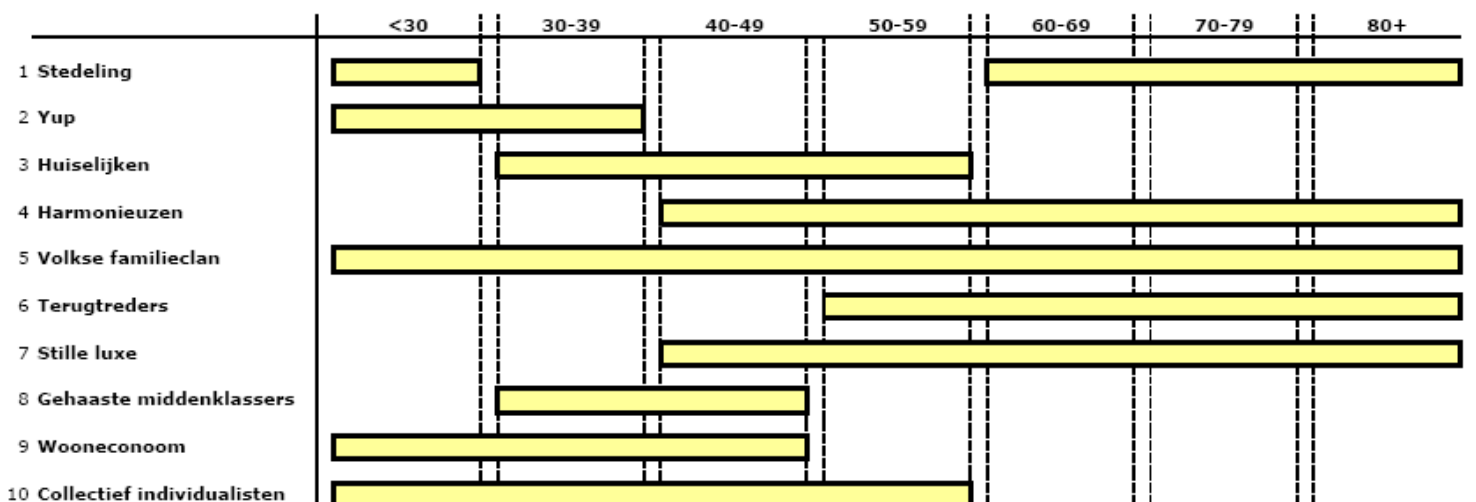 <30 30-39 40-49 50-59 60-69 70-79 80+
1 Stedeling
2 Yup
3 Huiselijken
4 Harmonieuzen
5 Volkse familieclan
6 Terugtreders
7 Stille luxe
8 Gehaaste middenklassers
9 Wooneconoom
10 Collectief individualisten